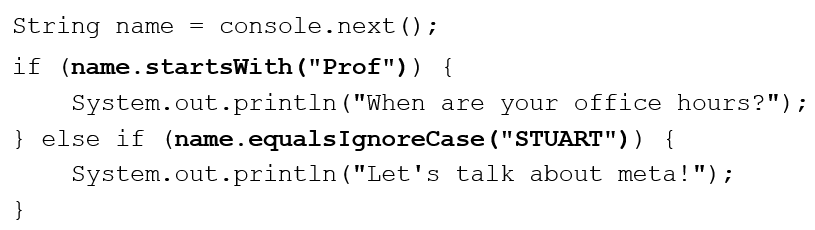 String name = console.next();
if (name.startsWith("Prof")) {
    System.out.println("When are your office hours?");
} else if (name.equalsIgnoreCase("STUART")) {
    System.out.println("Let's talk about meta!");
}